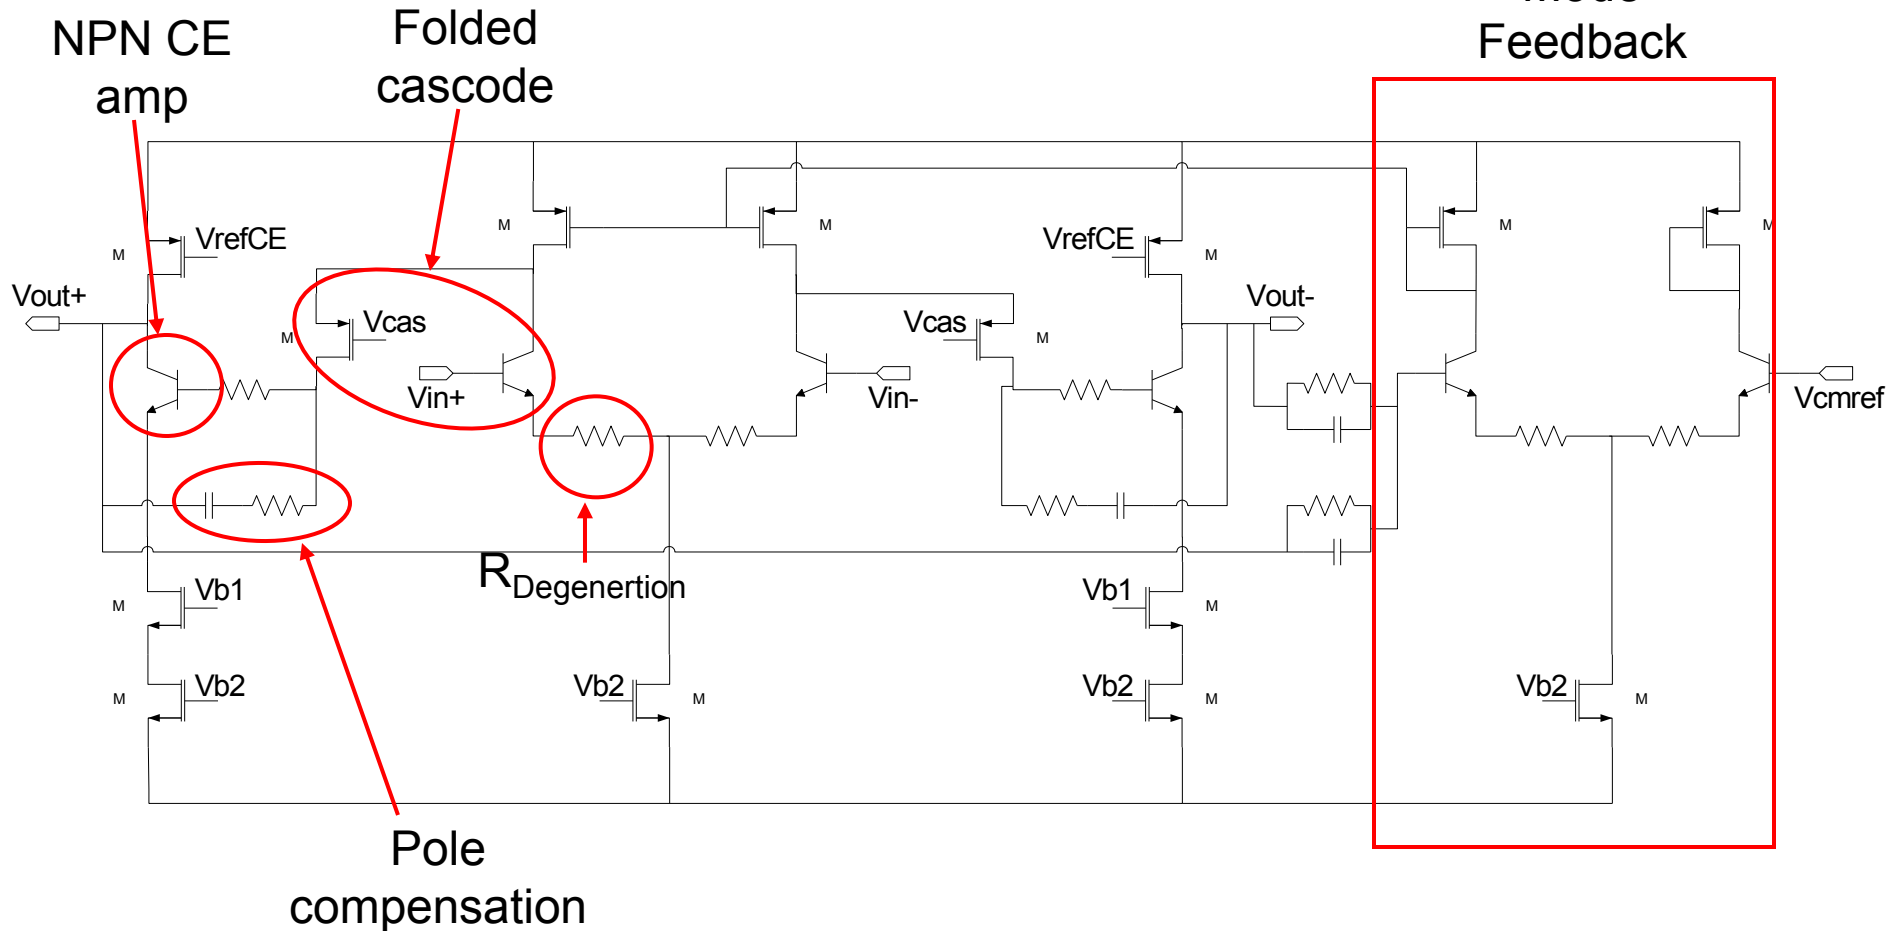 Feedback
NPN CE
amp
Folded
cascode
M
M
M
M
M
VrefCE
M
VrefCE
M
Vout+
Vout-
M
Vcas
Vcas
M
Vin+
Vin-
Vcmref
RDegenertion
M
Vb1
Vb1
M
M
Vb2
Vb2
M
Vb2
M
Vb2
M
Pole
compensation